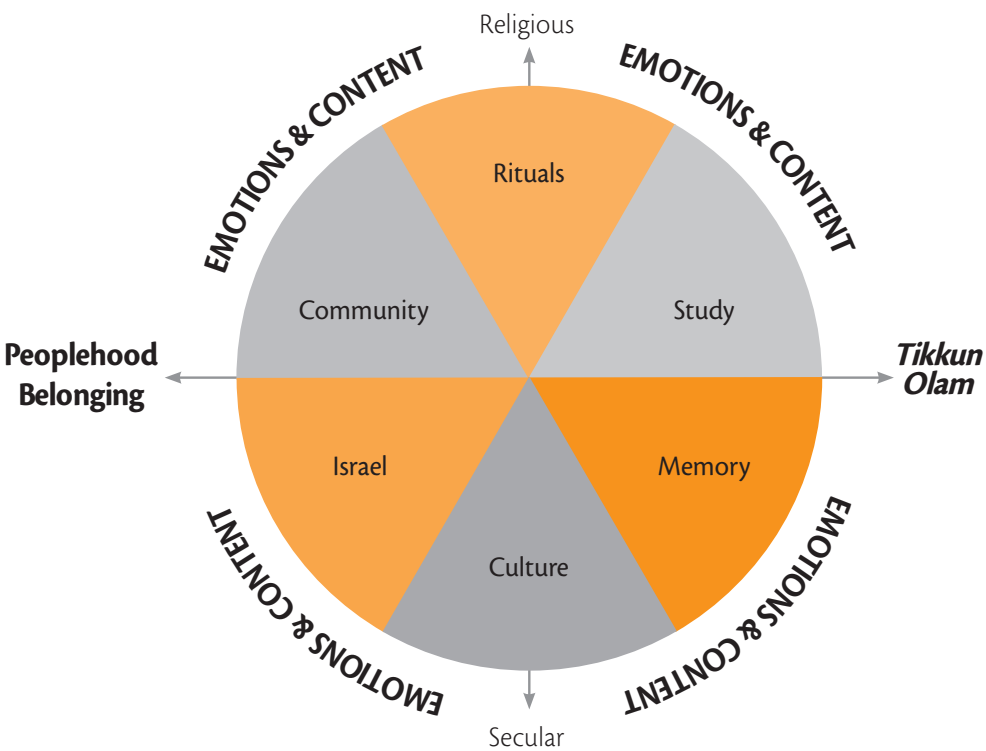 Religious
EMOTIONS & CONTENT
EMOTIONS & CONTENT
Rituals
Community
Study
Peoplehood
Belonging
Tikkun
Olam
Israel
Memory
Culture
EMOTIONS & CONTENT
EMOTIONS & CONTENT
Secular